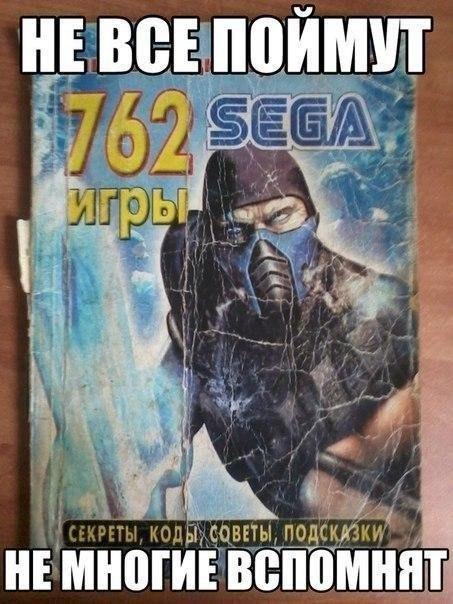 НЕ ВСЕ ПОЙМУТ
762 SEGA
игры
СЕКРЕТЫ, КОДЫ, СОВЕТЫ, ПОДСКАЗКИ
НЕ МНОГИЕ ВСПОМНЯТ